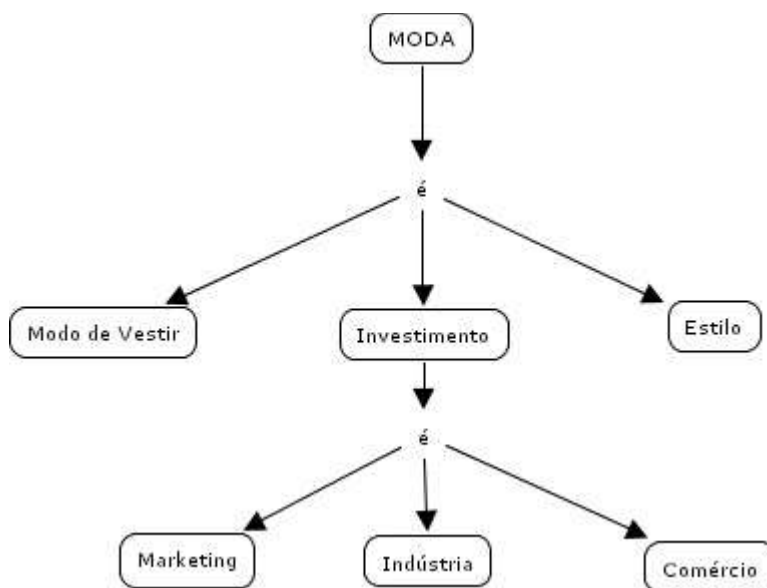 MODA
é
Modo de Vestir
Investimento
Estilo
é
Marketing
Indústria
Comércio